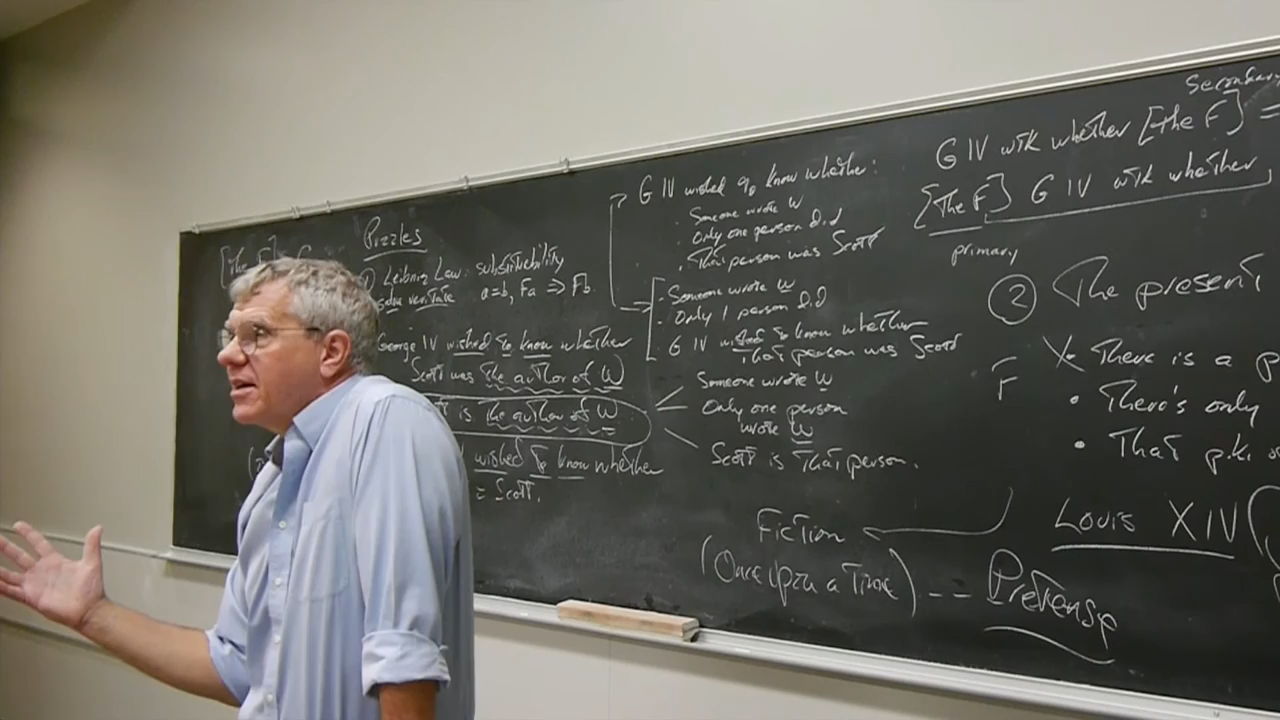 Puzzles
Leibniz Law: substitutibility
salva veritate a=b, Fa ⇒ Fb
George IV wished to know whether
Scott was the author of W
is the author of W
wished to know whether
= Scott.
G IV wished to know whether:
· Someone wrote W
· Only one person did
· That person was Scott
· Someone wrote W
· Only 1 person did
· G IV wished to know whether
That person was Scott
Someone wrote W
Only one person
wrote W
Scott is that person.
Secondary
G IV wtk whether [the F] =
[The F] G IV wtk whether
primary
② The present
F
There is a p
• There's only
• That p.k.
Louis XIV
Fiction
(Once upon a Time) -- Pretense